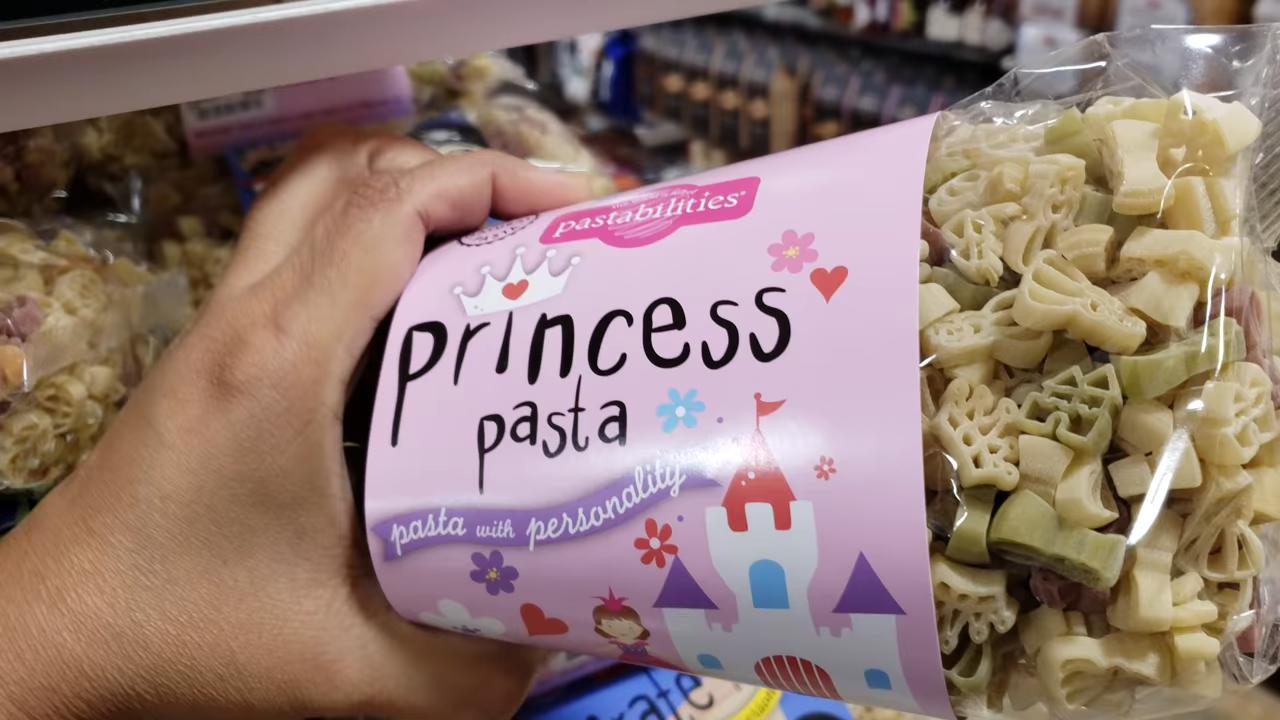 pastabilities
princess
pasta
pasta with personality